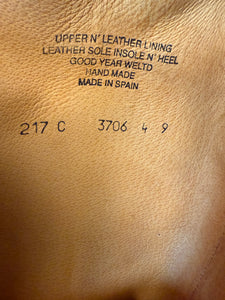 UPPER N' LEATHER LINING
LEATHER SOLE INSOLE N' HEEL
GOOD YEAR WELTD
HAND MADE
MADE IN SPAIN
217 C 3706 4 9